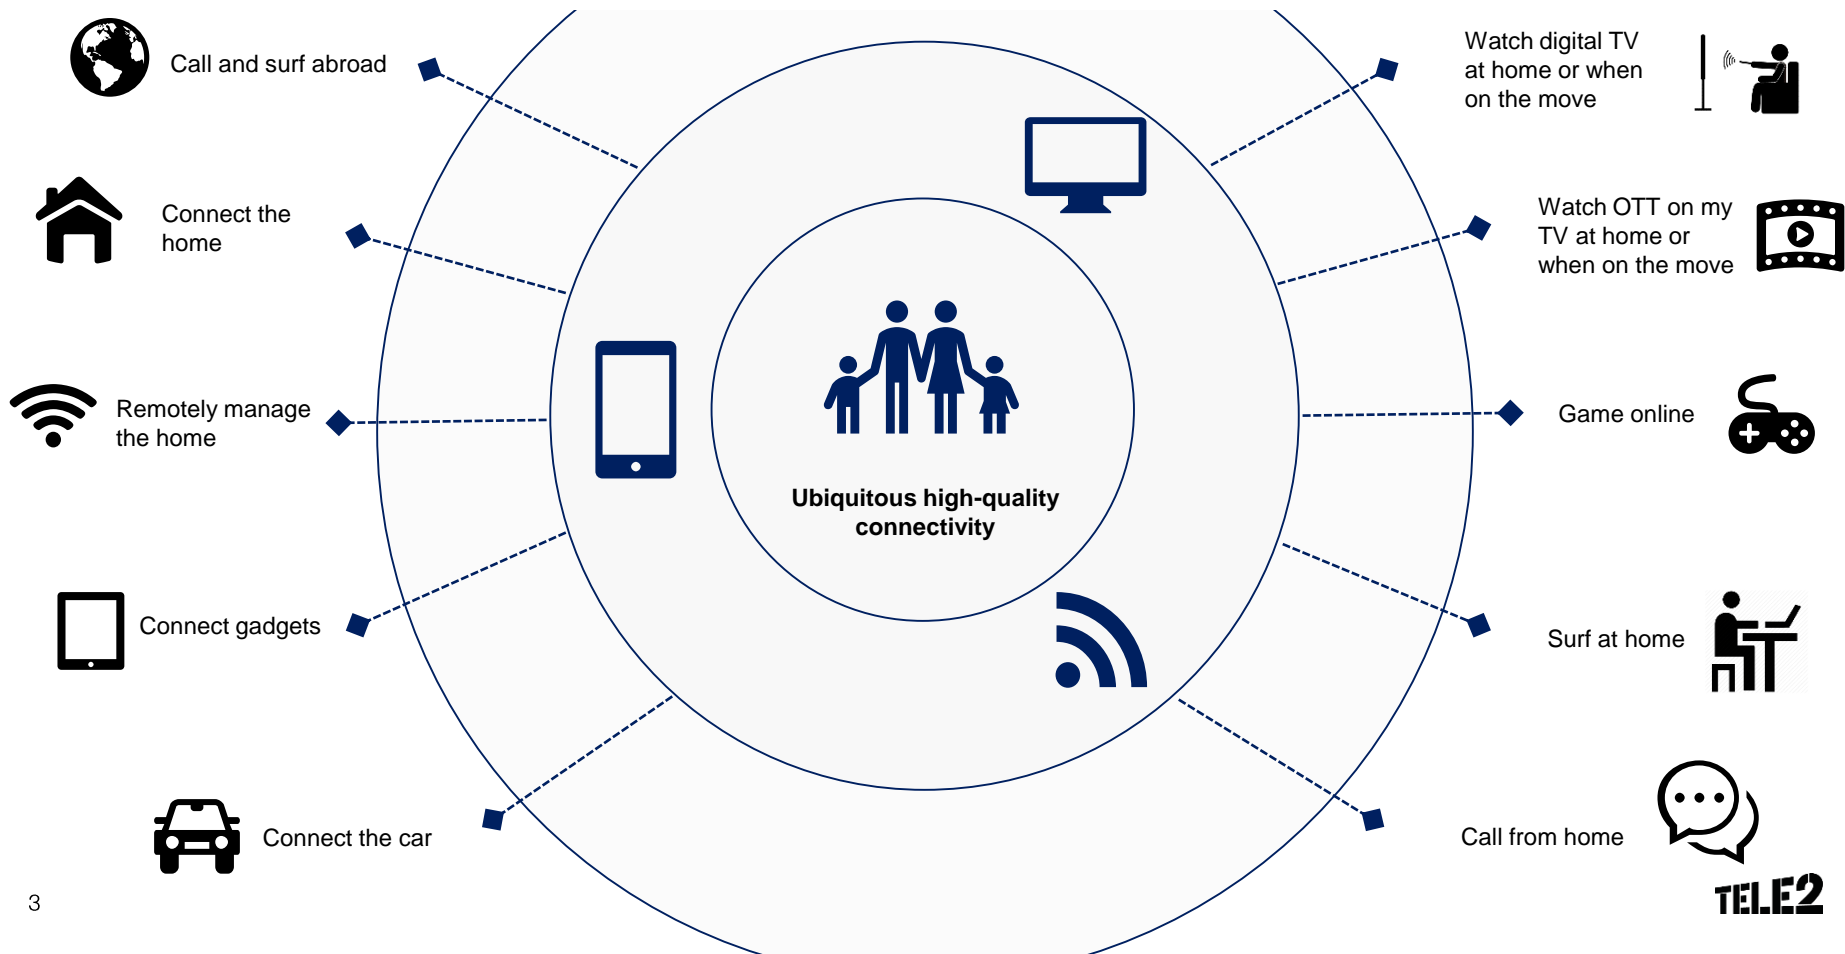 Call and surf abroad
Connect the
home
Remotely manage
the home
Connect gadgets
Connect the car
Ubiquitous high-quality
connectivity
Watch digital TV
at home or when
on the move
Watch OTT on my
TV at home or
when on the move
Game online
Surf at home
Call from home
3
TELE2